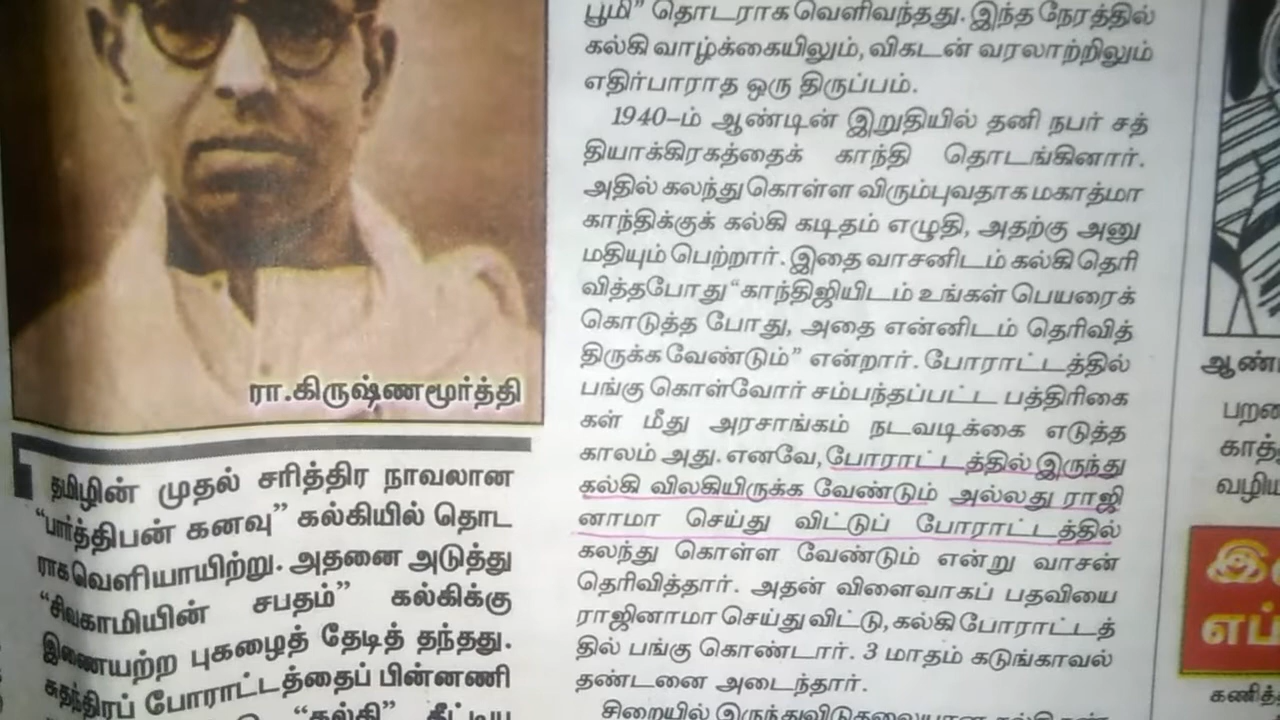 ரா.கிருஷ்ணமூர்த்தி
தமிழின் முதல் சரித்திர நாவலான
“பார்த்திபன் கனவு” கல்கியில் தொட
ராகவெளியாயிற்று. அதனை அடுத்து
“சிவகாமியின் சபதம்” கல்கிக்கு
இணையற்ற புகழைத் தேடித் தந்தது.
சுதந்திரப் போராட்டத்தைப் பின்னணி
“கல்கி” தீட்டிய
பூமி” தொடராகவெளிவந்தது. இந்த நேரத்தில்
கல்கி வாழ்க்கையிலும், விகடன் வரலாற்றிலும்
எதிர்பாராத ஒரு திருப்பம்.
1940-ம் ஆண்டின் இறுதியில் தனி நபர் சத்
தியாக்கிரகத்தைக் காந்தி தொடங்கினார்.
அதில் கலந்து கொள்ள விரும்புவதாக மகாத்மா
காந்திக்குக் கல்கி கடிதம் எழுதி, அதற்கு அனு
மதியும் பெற்றார். இதை வாசனிடம் கல்கி தெரி
வித்தபோது “காந்திஜியிடம் உங்கள் பெயரைக்
கொடுத்த போது, அதை என்னிடம் தெரிவித்
திருக்க வேண்டும்” என்றார். போராட்டத்தில்
பங்கு கொள்வோர் சம்பந்தப்பட்ட பத்திரிகை
கள் மீது அரசாங்கம் நடவடிக்கை எடுத்த
காலம் அது. எனவே, போராட்டத்தில் இருந்து
கல்கி விலகியிருக்க வேண்டும் அல்லது ராஜி
னாமா செய்து விட்டுப் போராட்டத்தில்
கலந்து கொள்ள வேண்டும் என்று வாசன்
தெரிவித்தார். அதன் விளைவாகப் பதவியை
ராஜினாமா செய்து விட்டு, கல்கி போராட்டத்
தில் பங்கு கொண்டார். 3 மாதம் கடுங்காவல்
தண்டனை அடைந்தார்.
சிறையில் இருந்து விடுதலையான